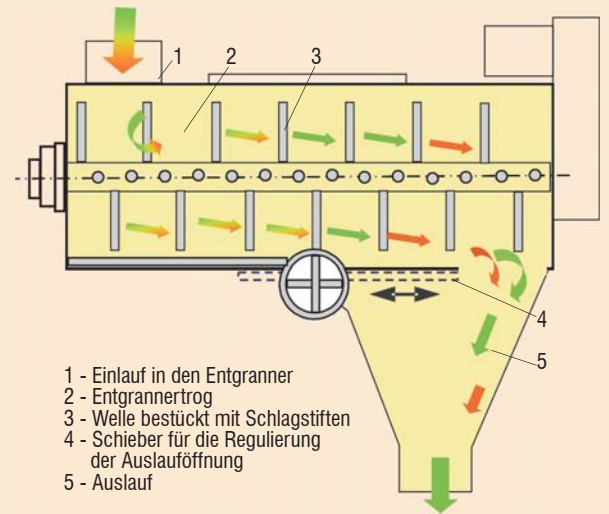 1
2
3
4
5
1 - Einlauf in den Entgranner
2 - Entgrannertrog
3 - Welle bestückt mit Schlagstiften
4 - Schieber für die Regulierung
der Auslauföffnung
5 - Auslauf